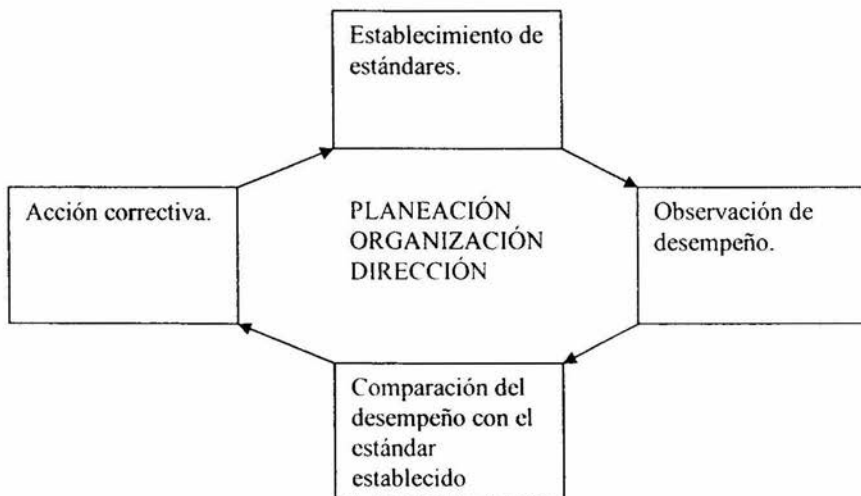 Establecimiento de
estándares.
Acción correctiva.
PLANEACIÓN
ORGANIZACIÓN
DIRECCIÓN
Observación de
desempeño.
Comparación del
desempeño con el
estándar
establecido